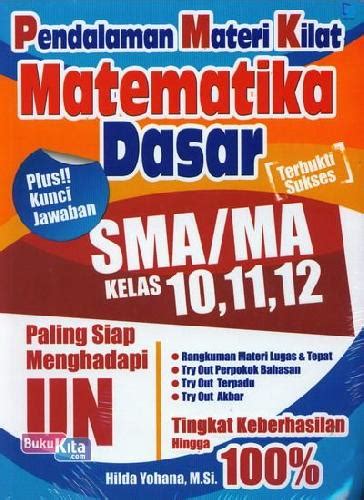 Pendalaman Materi Kilat
Matematika
Dasar
Plus!!
Kunci
Jawaban
Terbukti
Sukses
SMA/MA
KELAS 10,11,12
Paling Siap
Menghadapi
UN
• Rangkuman Materi Lugas & Tepat
• Try Out Perpokok Bahasan
• Try Out Terpadu
• Try Out Akbar
Tingkat Keberhasilan
Hingga
100%
BukuKita
.com
Hilda Yohana, M.Si.